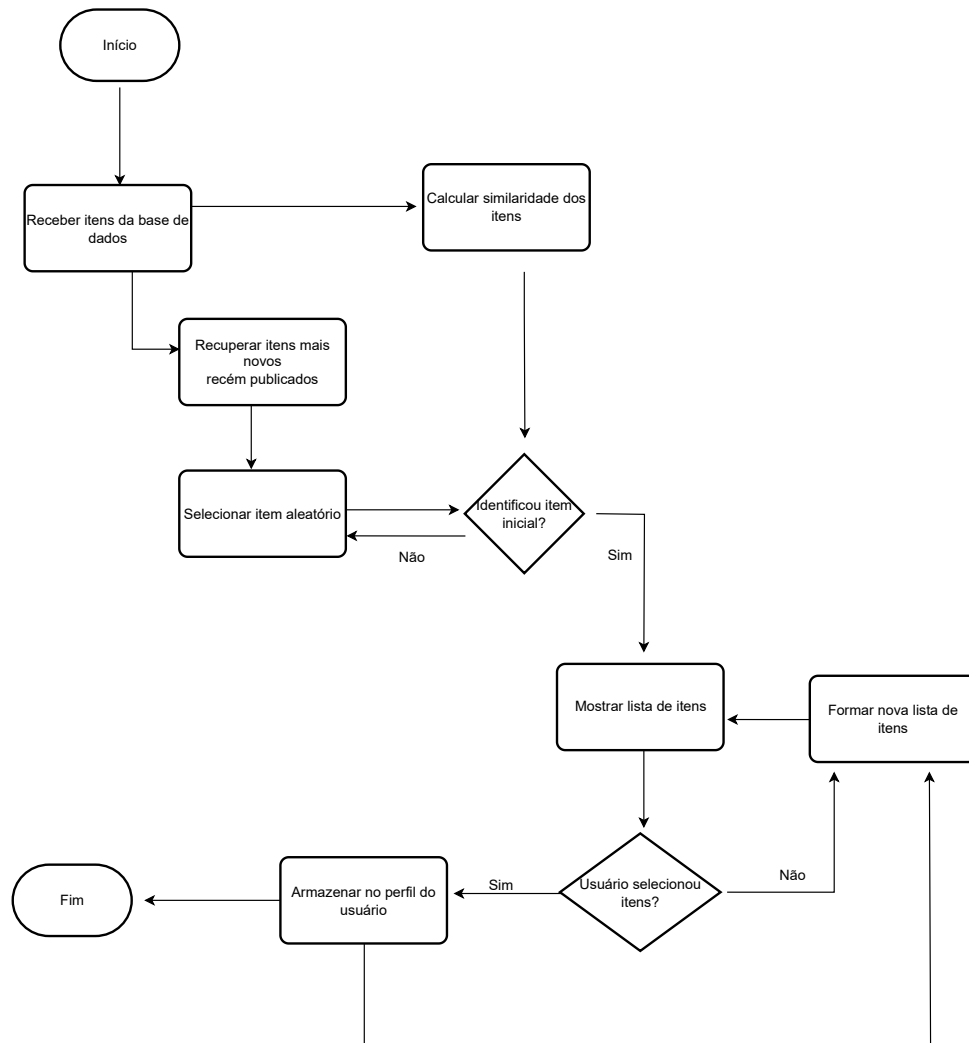 Início
Receber itens da base de
dados
Calcular similaridade dos
itens
Recuperar itens mais
novos
recém publicados
Selecionar item aleatório
Identificou item
inicial?
Não
Sim
Mostrar lista de itens
Formar nova lista de
itens
Usuário selecionou
itens?
Não
Sim
Armazenar no perfil do
usuário
Fim